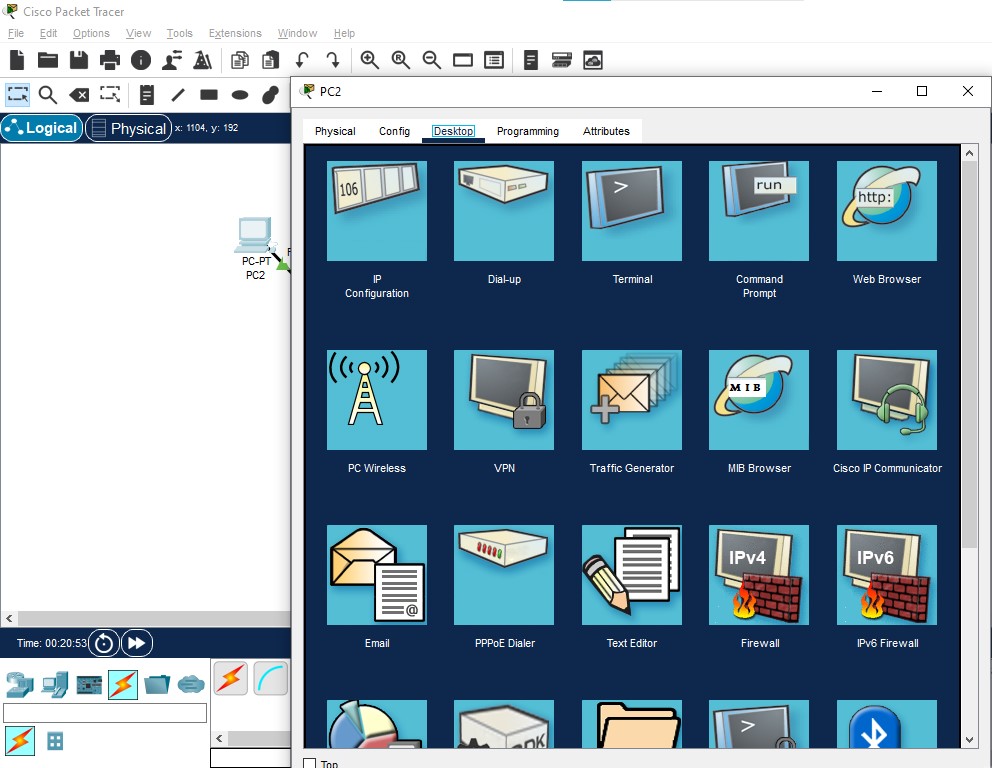 Cisco Packet Tracer
File Edit Options View Tools Extensions Window Help
PC2
Logical Physical x: 1104, y: 192
Physical Config Desktop Programming Attributes
106
>
run
http:
IP
Configuration
Dial-up
Terminal
Command
Prompt
Web Browser
PC-PT
PC2
MIB
PC Wireless
VPN
Traffic Generator
MIB Browser
Cisco IP Communicator
@
IPv4
IPv6
Email
PPPoE Dialer
Text Editor
Firewall
IPv6 Firewall
Time: 00:20:53
>
Top